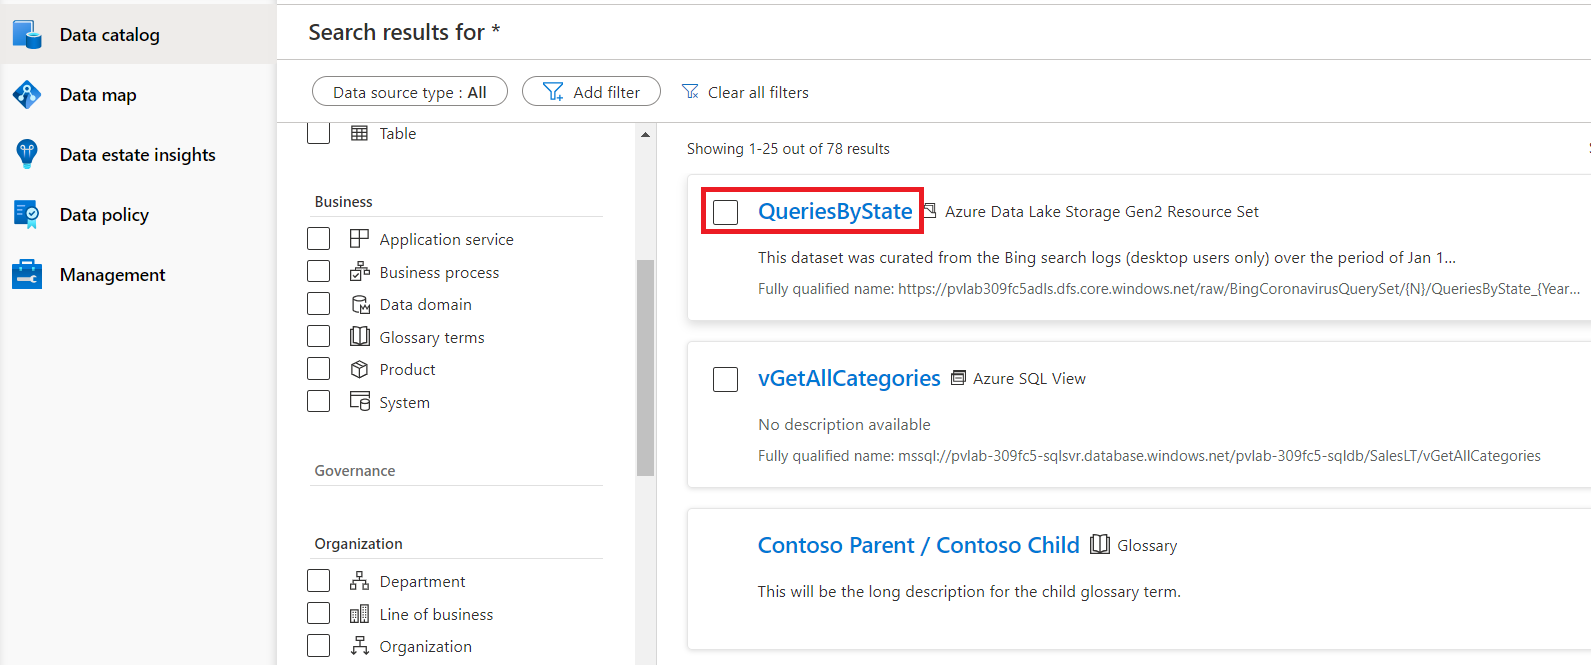 Data catalog
Data map
Data estate insights
Data policy
Management
Search results for *
Data source type : All
Add filter
Clear all filters
Table
Business
Application service
Business process
Data domain
Glossary terms
Product
System
Governance
Organization
Department
Line of business
Organization
Showing 1-25 out of 78 results
QueriesByState Azure Data Lake Storage Gen2 Resource Set
This dataset was curated from the Bing search logs (desktop users only) over the period of Jan 1...
Fully qualified name: https://pvlab309fc5adls.dfs.core.windows.net/raw/BingCoronavirusQuerySet/{N}/QueriesByState_{Year...
vGetAllCategories Azure SQL View
No description available
Fully qualified name: mssql://pvlab-309fc5-sqlsvr.database.windows.net/pvlab-309fc5-sqldb/SalesLT/vGetAllCategories
Contoso Parent / Contoso Child Glossary
This will be the long description for the child glossary term.